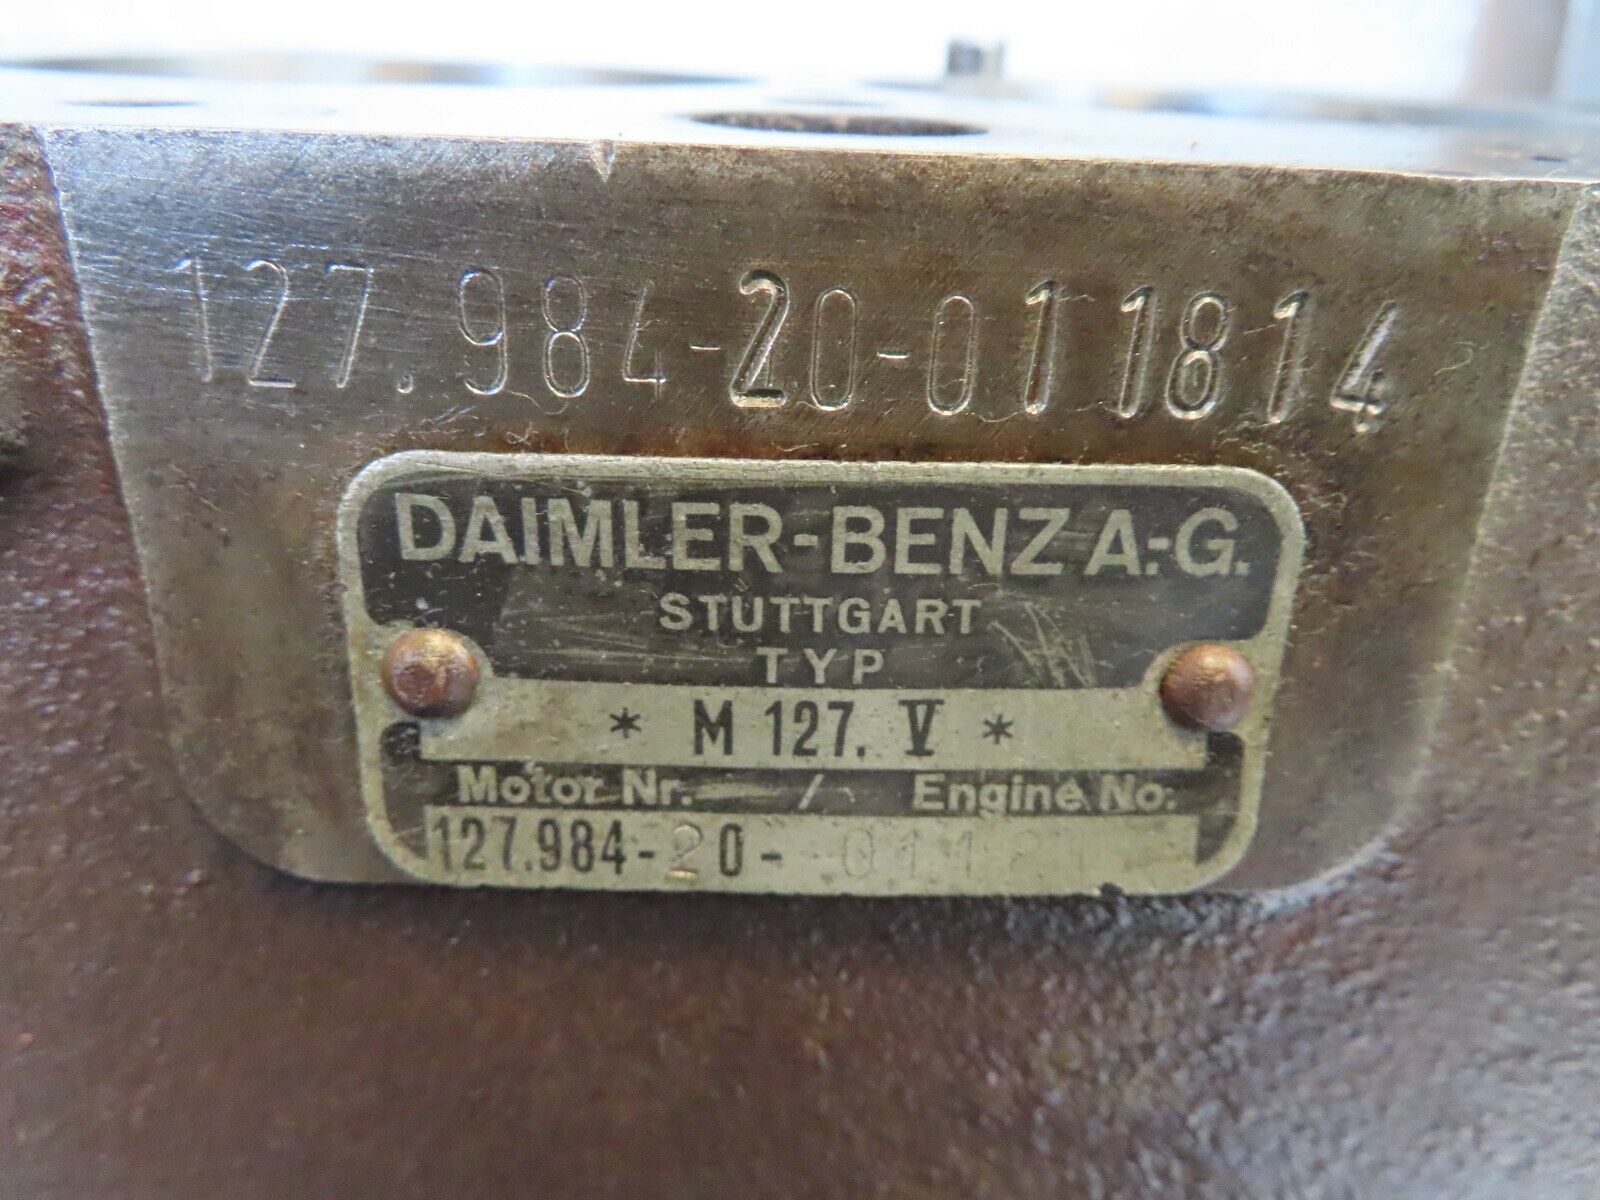 127.984-20-011814
DAIMLER-BENZ A.-G.
STUTTGART
TYP
* M 127. V *
Motor Nr. / Engine No:
127.984-20-